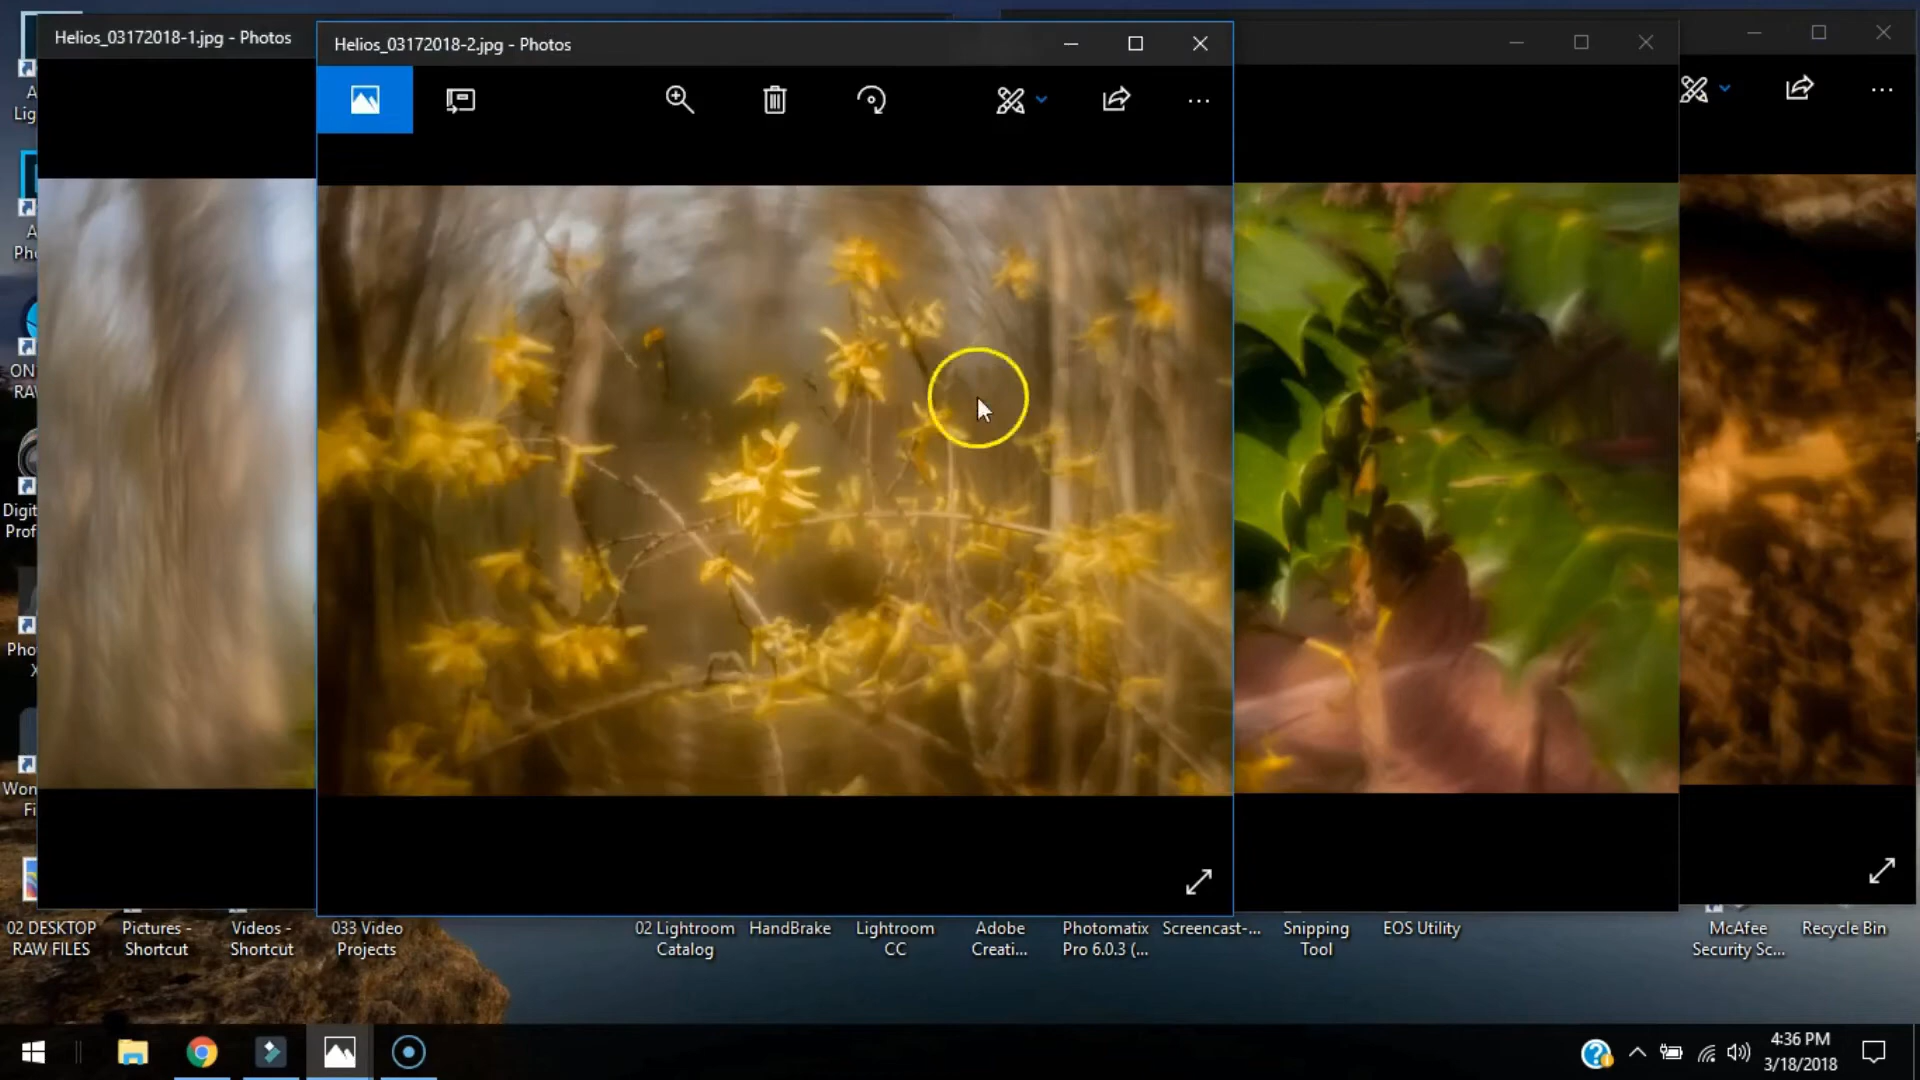 Helios_03172018-1.jpg - Photos
Helios_03172018-2.jpg - Photos
A
Lig
A
Pho
ON
RAW
Digit
Prof
Pho
X
Won
Fi
02 DESKTOP
RAW FILES
Pictures -
Shortcut
Videos -
Shortcut
033 Video
Projects
02 Lightroom
Catalog
HandBrake
Lightroom
CC
Adobe
Creati...
Photomatix
Pro 6.0.3 (...
Screencast-...
Snipping
Tool
EOS Utility
McAfee
Security Sc...
Recycle Bin
4:36 PM
3/18/2018